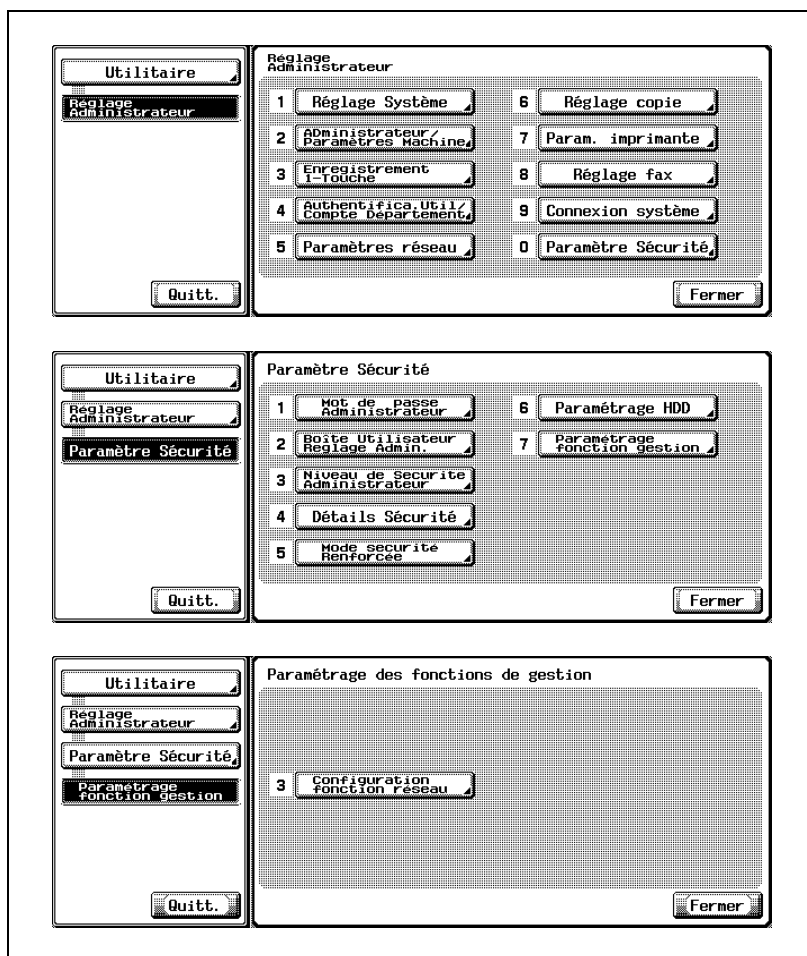 Utilitaire
Réglage
Administrateur
Quitt.
Réglage
Administrateur
1 Réglage Système
2 ADministrateur/
Paramètres Machine
3 Enregistrement
1-Touche
4 Authentifica.Util/
Compte Département
5 Paramètres réseau
6 Réglage copie
7 Param. imprimante
8 Réglage fax
9 Connexion système
0 Paramètre Sécurité
Fermer
Utilitaire
Réglage
Administrateur
Paramètre Sécurité
Quitt.
Paramètre Sécurité
1 Mot de passe
Administrateur
2 Boîte Utilisateur
Réglage Admin.
3 Niveau de Sécurité
Administrateur
4 Détails Sécurité
5 Mode sécurité
Renforcée
6 Paramétrage HDD
7 Paramétrage
fonction gestion
Fermer
Utilitaire
Réglage
Administrateur
Paramètre Sécurité
Paramétrage
fonction gestion
Quitt.
Paramétrage des fonctions de gestion
3 Configuration
fonction réseau
Fermer